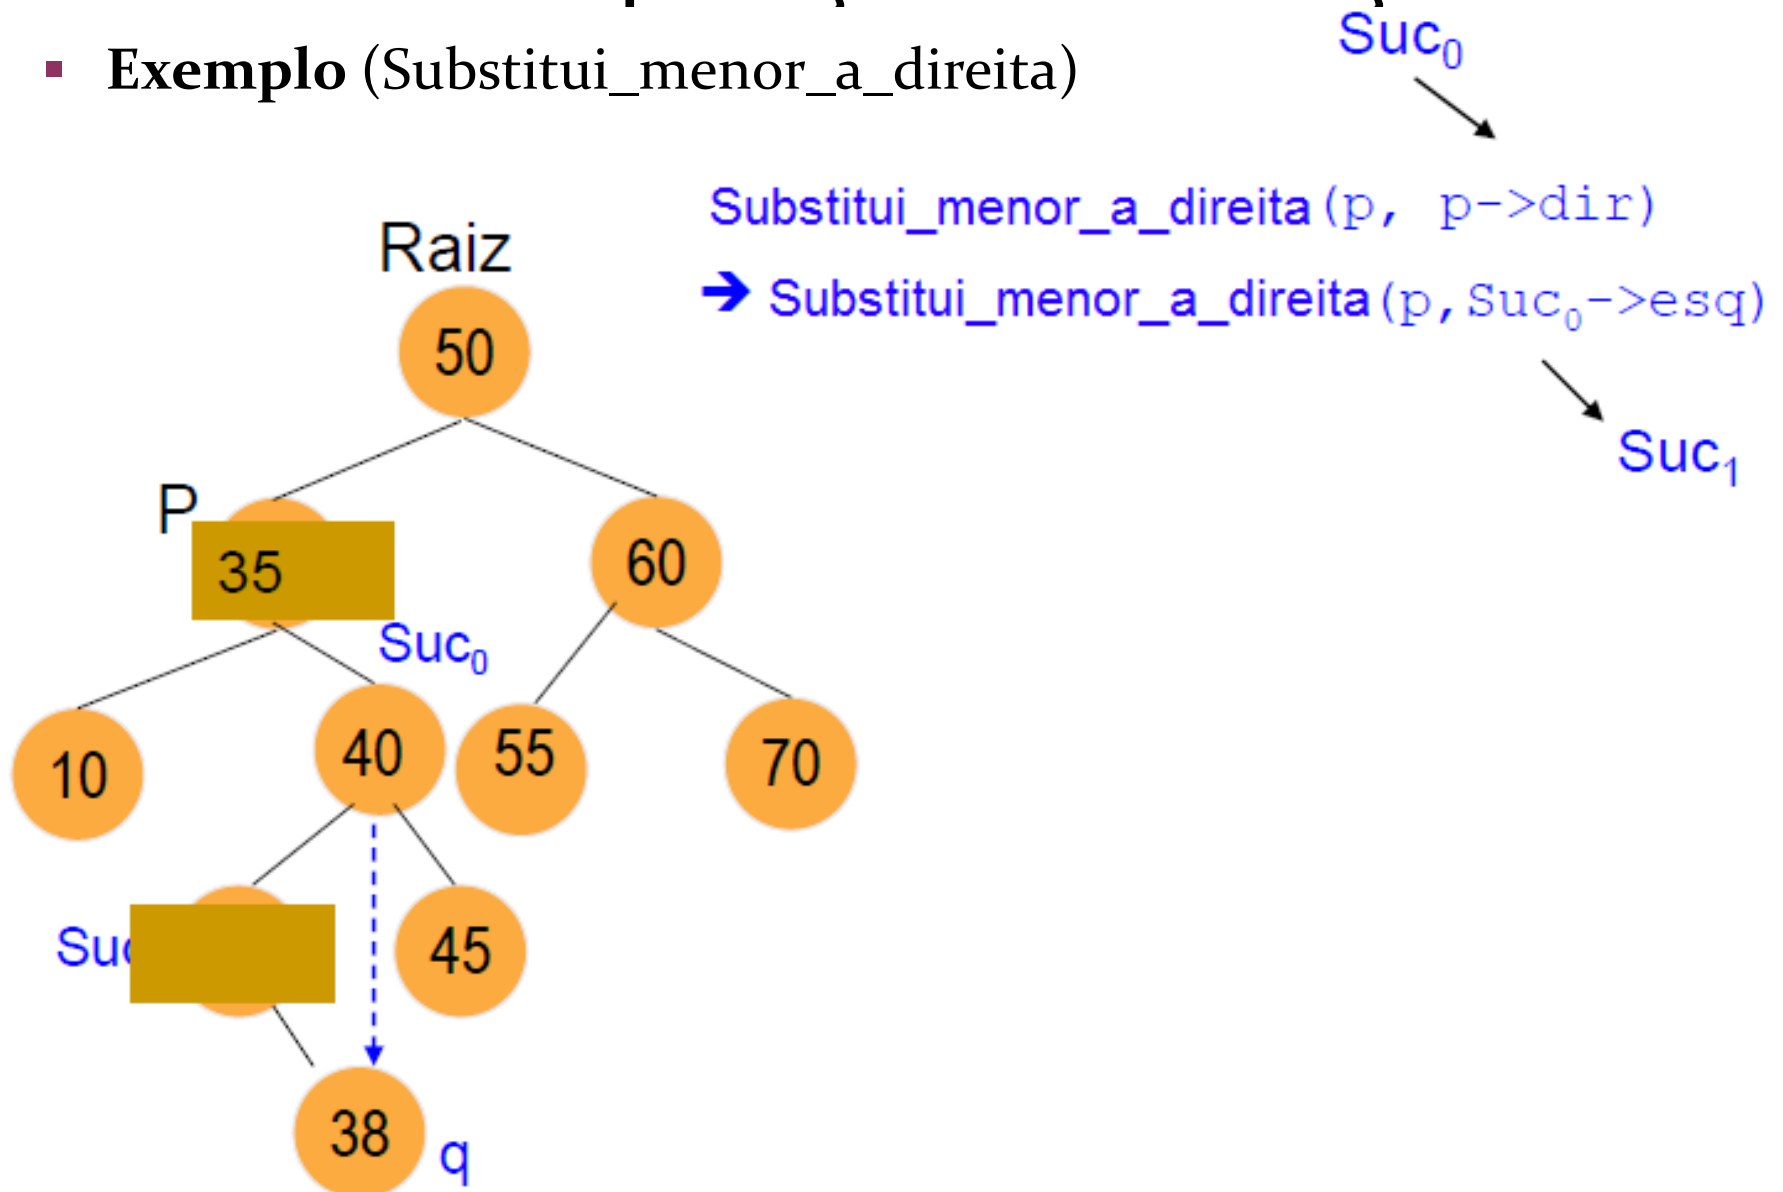 ▪ Exemplo (Substitui_menor_a_direita)
Suc₀
Substitui_menor_a_direita(p, p->dir)
➔ Substitui_menor_a_direita(p,Suc₀->esq)
Suc₁
Raiz
50
P
35
60
Suc₀
10
40
55
70
45
38
q